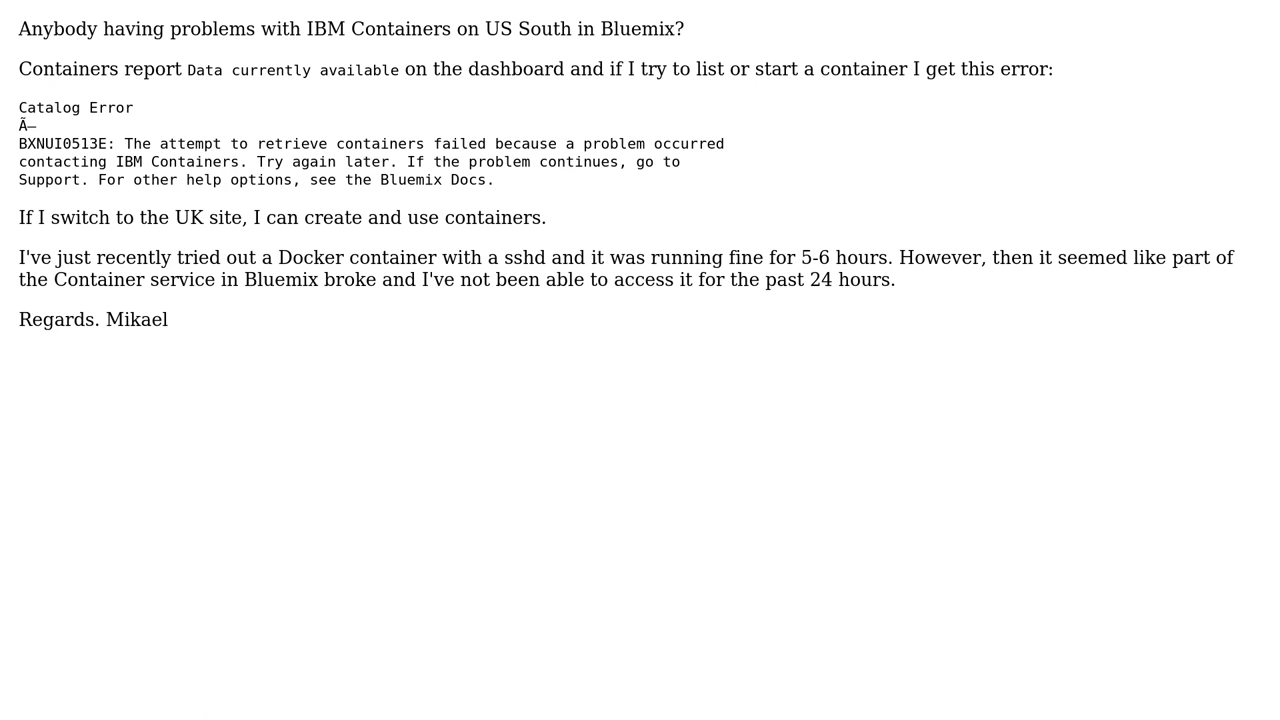 Anybody having problems with IBM Containers on US South in Bluemix?
Containers report Data currently available on the dashboard and if I try to list or start a container I get this error:
Catalog Error
Ã—
BXNUI0513E: The attempt to retrieve containers failed because a problem occurred
contacting IBM Containers. Try again later. If the problem continues, go to
Support. For other help options, see the Bluemix Docs.
If I switch to the UK site, I can create and use containers.
I've just recently tried out a Docker container with a sshd and it was running fine for 5-6 hours. However, then it seemed like part of
the Container service in Bluemix broke and I've not been able to access it for the past 24 hours.
Regards. Mikael